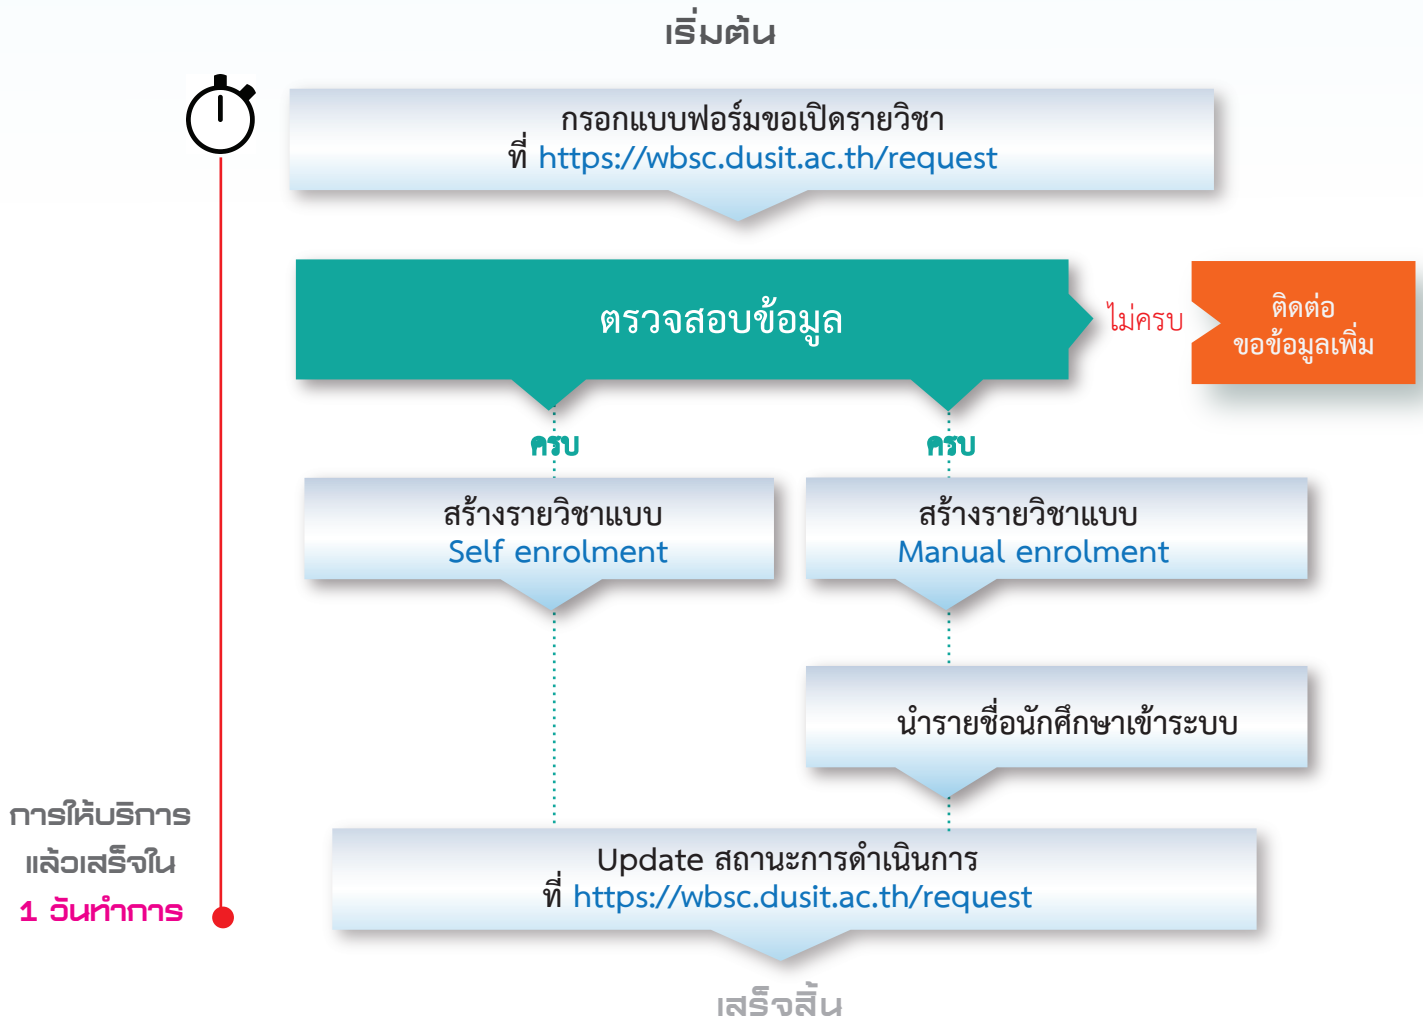 เริ่มต้น
กรอกแบบฟอร์มขอเปิดรายวิชา
ที่ https://wbsc.dusit.ac.th/request
ตรวจสอบข้อมูล
ไม่ครบ
ติดต่อ
ขอข้อมูลเพิ่ม
ครบ
ครบ
สร้างรายวิชาแบบ
Self enrolment
สร้างรายวิชาแบบ
Manual enrolment
นำรายชื่อนักศึกษาเข้าระบบ
การให้บริการ
แล้วเสร็จใน
1 วันทำการ
Update สถานะการดำเนินการ
ที่ https://wbsc.dusit.ac.th/request
เสร็จสิ้น